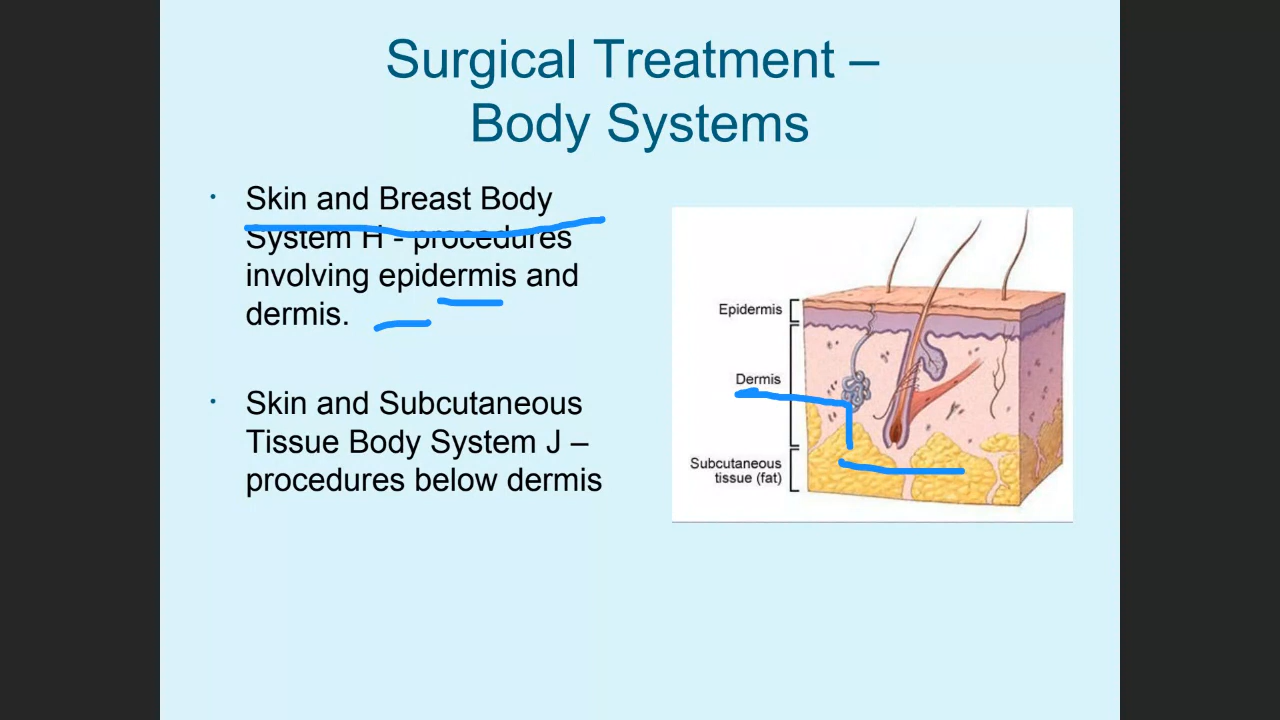 Surgical Treatment –
Body Systems
• Skin and Breast Body
System H - procedures
involving epidermis and
dermis.
• Skin and Subcutaneous
Tissue Body System J –
procedures below dermis
Epidermis
Dermis
Subcutaneous
tissue (fat)